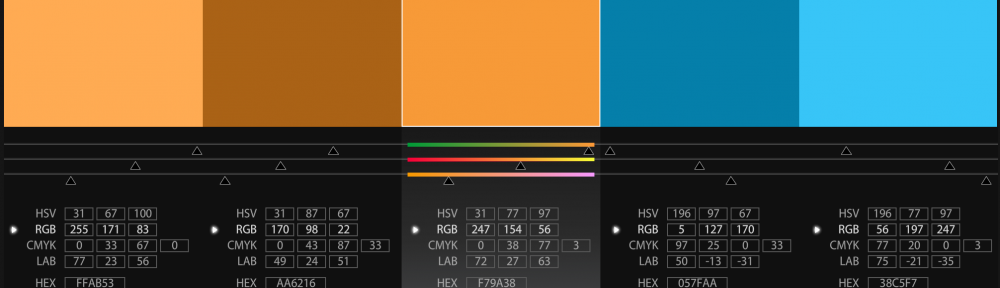 HSV 31 67 100 HSV 31 87 67 HSV 31 77 97 HSV 196 97 67 HSV 196 77 97
RGB 255 171 83 RGB 170 98 22 RGB 247 154 56 RGB 5 127 170 RGB 56 197 247
CMYK 0 33 67 0 CMYK 0 43 87 33 CMYK 0 38 77 3 CMYK 97 25 0 33 CMYK 77 20 0 3
LAB 77 23 56 LAB 49 24 51 LAB 72 27 63 LAB 50 -13 -31 LAB 75 -21 -35
HEX FFAB53 HEX AA6216 HEX F79A38 HEX 057FAA HEX 38C5F7